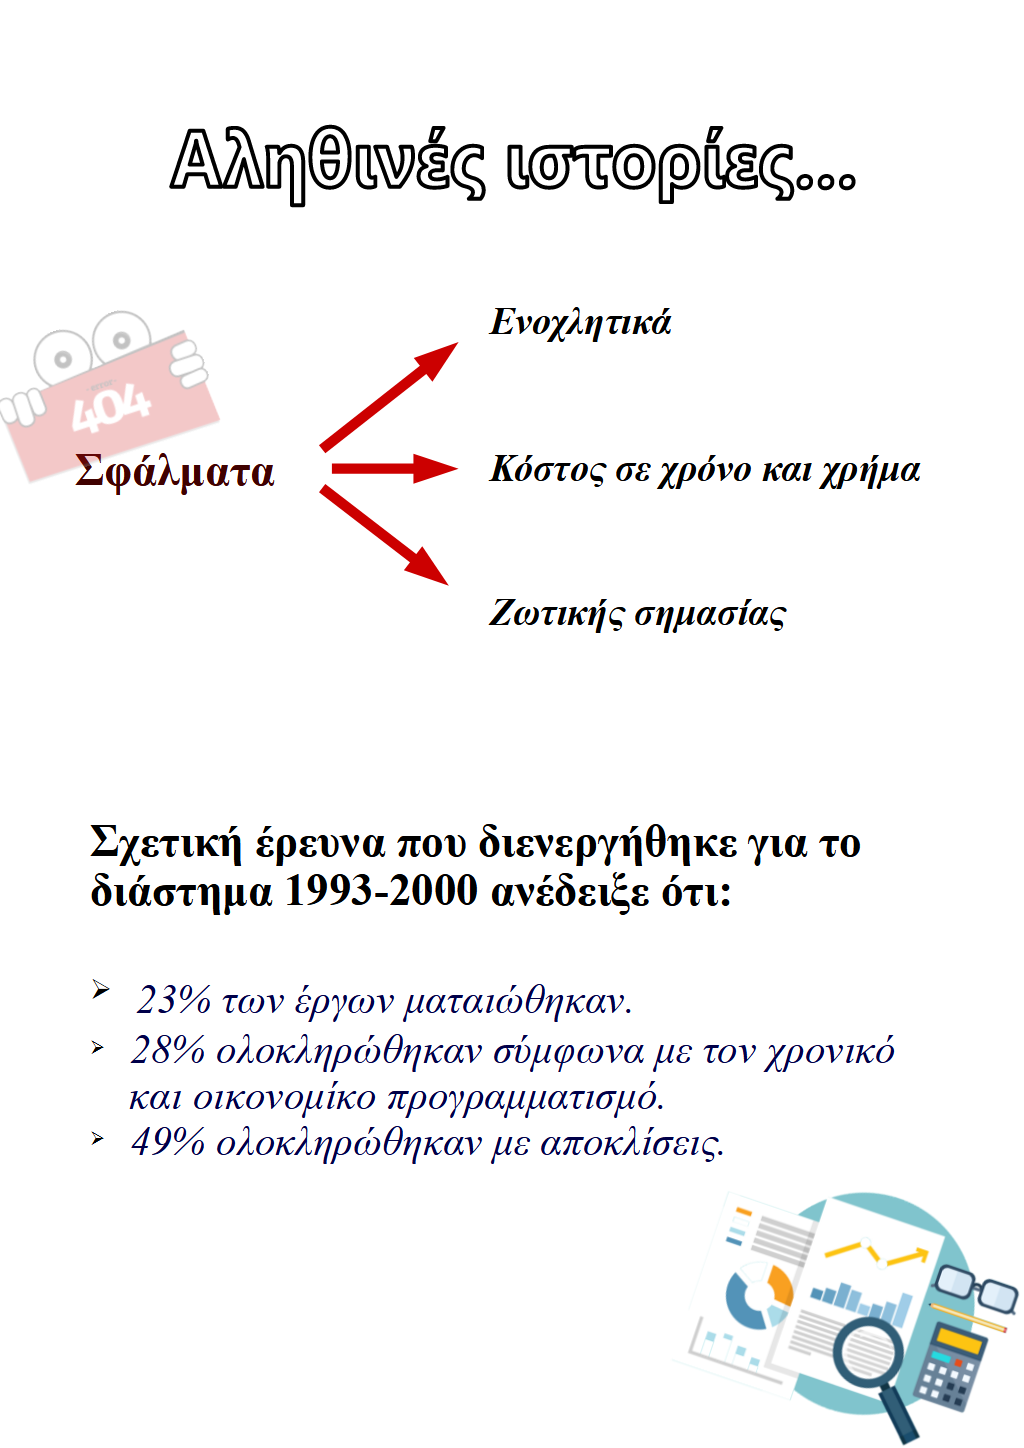 Αληθινές ιστορίες...
Ενοχλητικά
404
Σφάλματα
Κόστος σε χρόνο και χρήμα
Ζωτικής σημασίας
Σχετική έρευνα που διενεργήθηκε για το
διάστημα 1993-2000 ανέδειξε ότι:
23% των έργων ματαιώθηκαν.
28% ολοκληρώθηκαν σύμφωνα με τον χρονικό
και οικονομίκο προγραμματισμό.
49% ολοκληρώθηκαν με αποκλίσεις.